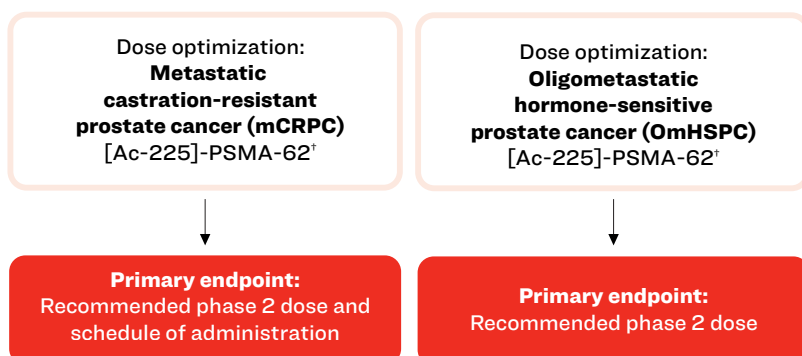 Dose optimization:
Metastatic
castration-resistant
prostate cancer (mCRPC)
[Ac-225]-PSMA-62†
Primary endpoint:
Recommended phase 2 dose and
schedule of administration
Dose optimization:
Oligometastatic
hormone-sensitive
prostate cancer (OmHSPC)
[Ac-225]-PSMA-62†
Primary endpoint:
Recommended phase 2 dose